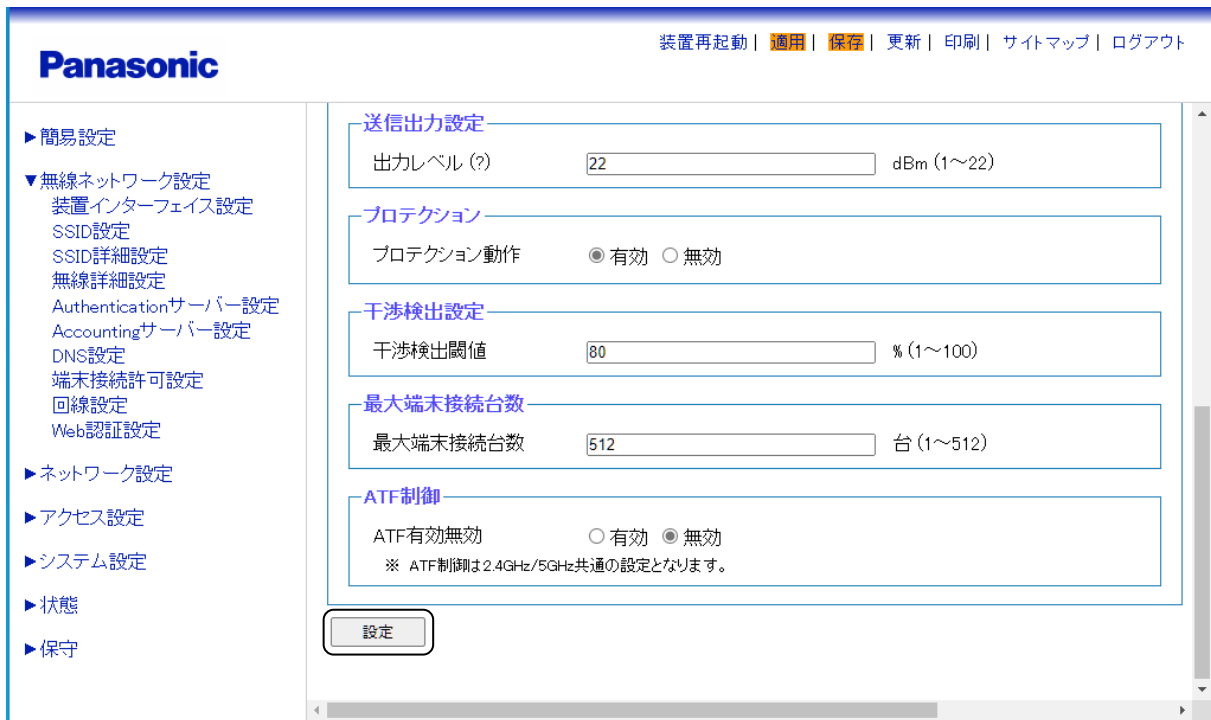 Panasonic
装置再起動| 適用| 保存| 更新| 印刷| サイトマップ| ログアウト
►簡易設定
▼無線ネットワーク設定
装置インターフェイス設定
SSID設定
SSID詳細設定
無線詳細設定
Authenticationサーバー設定
Accountingサーバー設定
DNS設定
端末接続許可設定
回線設定
Web認証設定
►ネットワーク設定
►アクセス設定
►システム設定
►状態
►保守
送信出力設定
出力レベル (?) 22 dBm (1～22)
プロテクション
プロテクション動作 有効 無効
干渉検出設定
干渉検出閾値 80 % (1～100)
最大端末接続台数
最大端末接続台数 512 台 (1～512)
ATF制御
ATF有効無効 有効 無効
※ ATF制御は2.4GHz/5GHz共通の設定となります。
設定